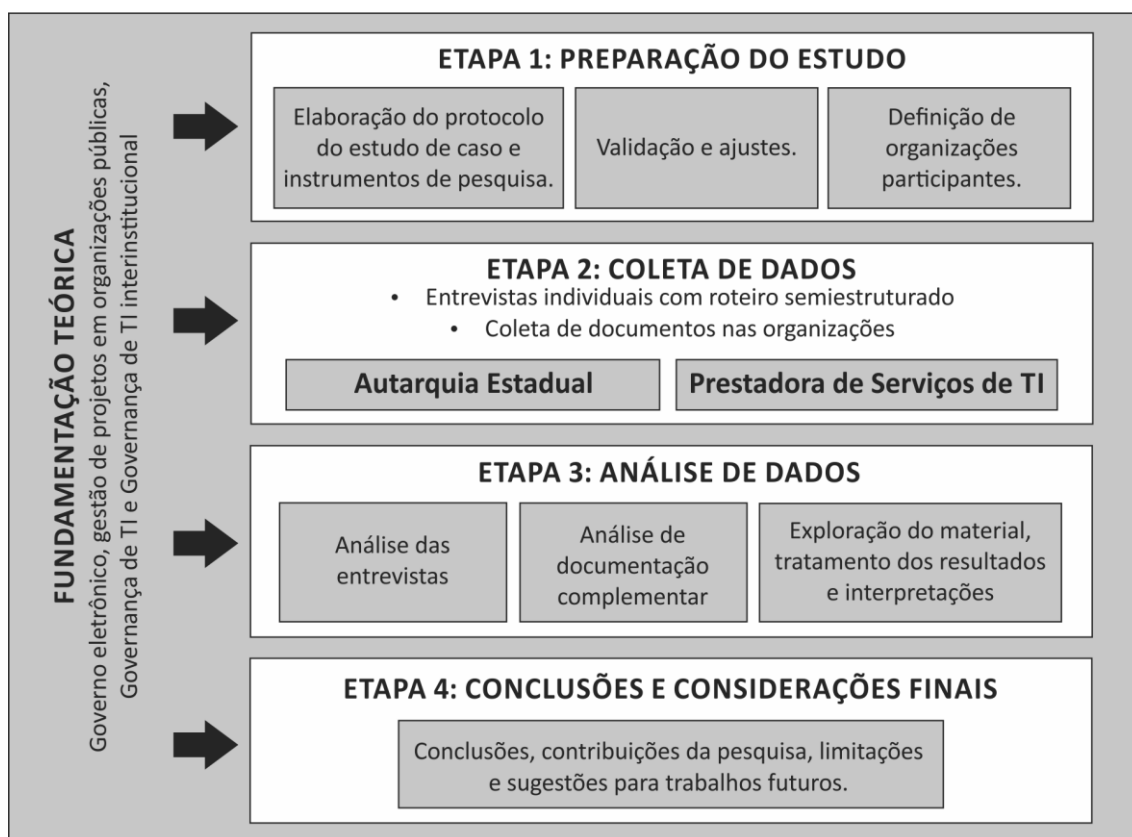 FUNDAMENTAÇÃO TEÓRICA
Governo eletrônico, gestão de projetos em organizações públicas,
Governança de TI e Governança de TI interinstitucional
ETAPA 1: PREPARAÇÃO DO ESTUDO
Elaboração do protocolo
do estudo de caso e
instrumentos de pesquisa.
Validação e ajustes.
Definição de
organizações
participantes.
ETAPA 2: COLETA DE DADOS
• Entrevistas individuais com roteiro semiestruturado
• Coleta de documentos nas organizações
Autarquia Estadual
Prestadora de Serviços de TI
ETAPA 3: ANÁLISE DE DADOS
Análise das
entrevistas
Análise de
documentação
complementar
Exploração do material,
tratamento dos resultados
e interpretações
ETAPA 4: CONCLUSÕES E CONSIDERAÇÕES FINAIS
Conclusões, contribuições da pesquisa, limitações
e sugestões para trabalhos futuros.